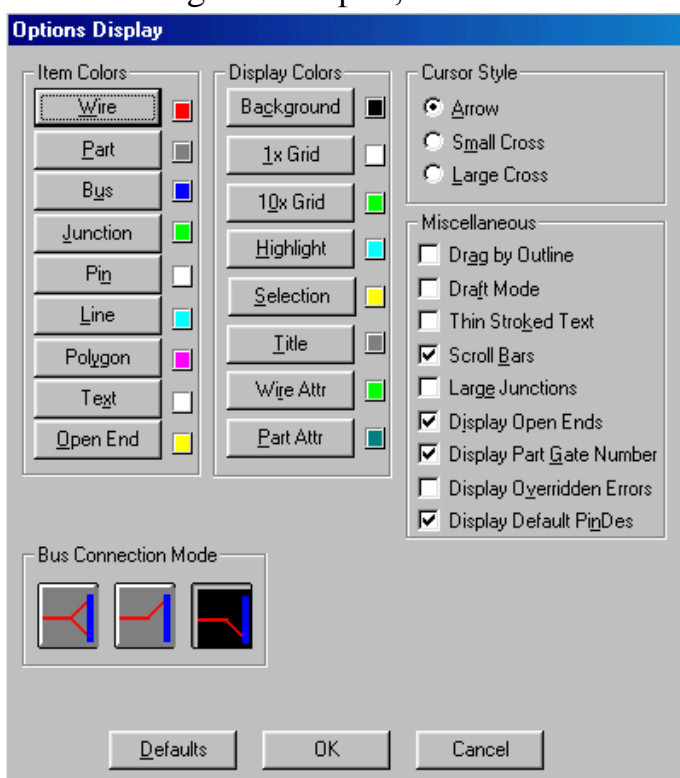 Options Display
Item Colors
Wire
Part
Bus
Junction
Pin
Line
Polygon
Text
Open End
Display Colors
Background
1x Grid
10x Grid
Highlight
Selection
Title
Wire Attr
Part Attr
Cursor Style
Arrow
Small Cross
Large Cross
Miscellaneous
Drag by Outline
Draft Mode
Thin Stroked Text
Scroll Bars
Large Junctions
Display Open Ends
Display Part Gate Number
Display Overridden Errors
Display Default PinDes
Bus Connection Mode
Defaults
OK
Cancel